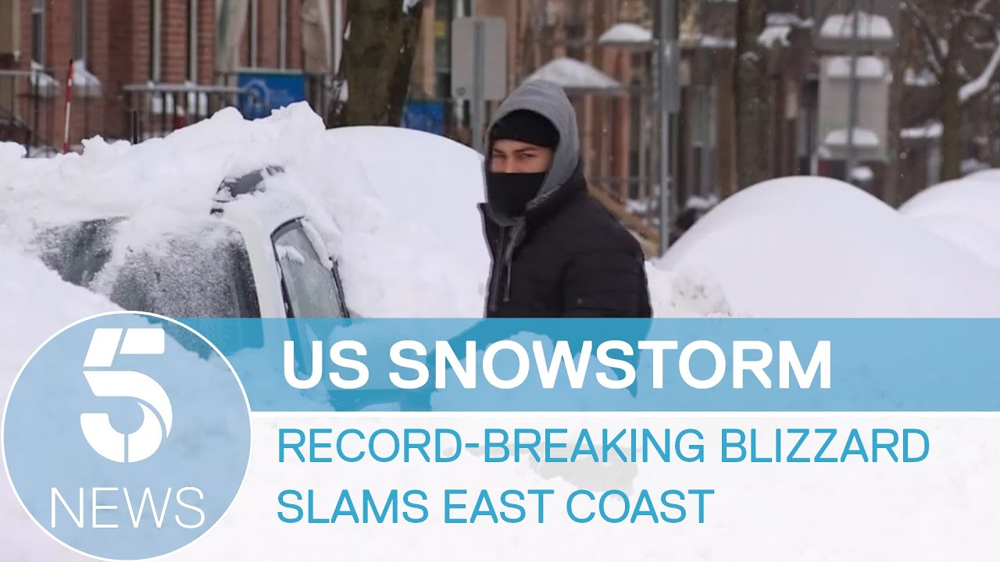 US SNOWSTORM
RECORD-BREAKING BLIZZARD
SLAMS EAST COAST
5
NEWS